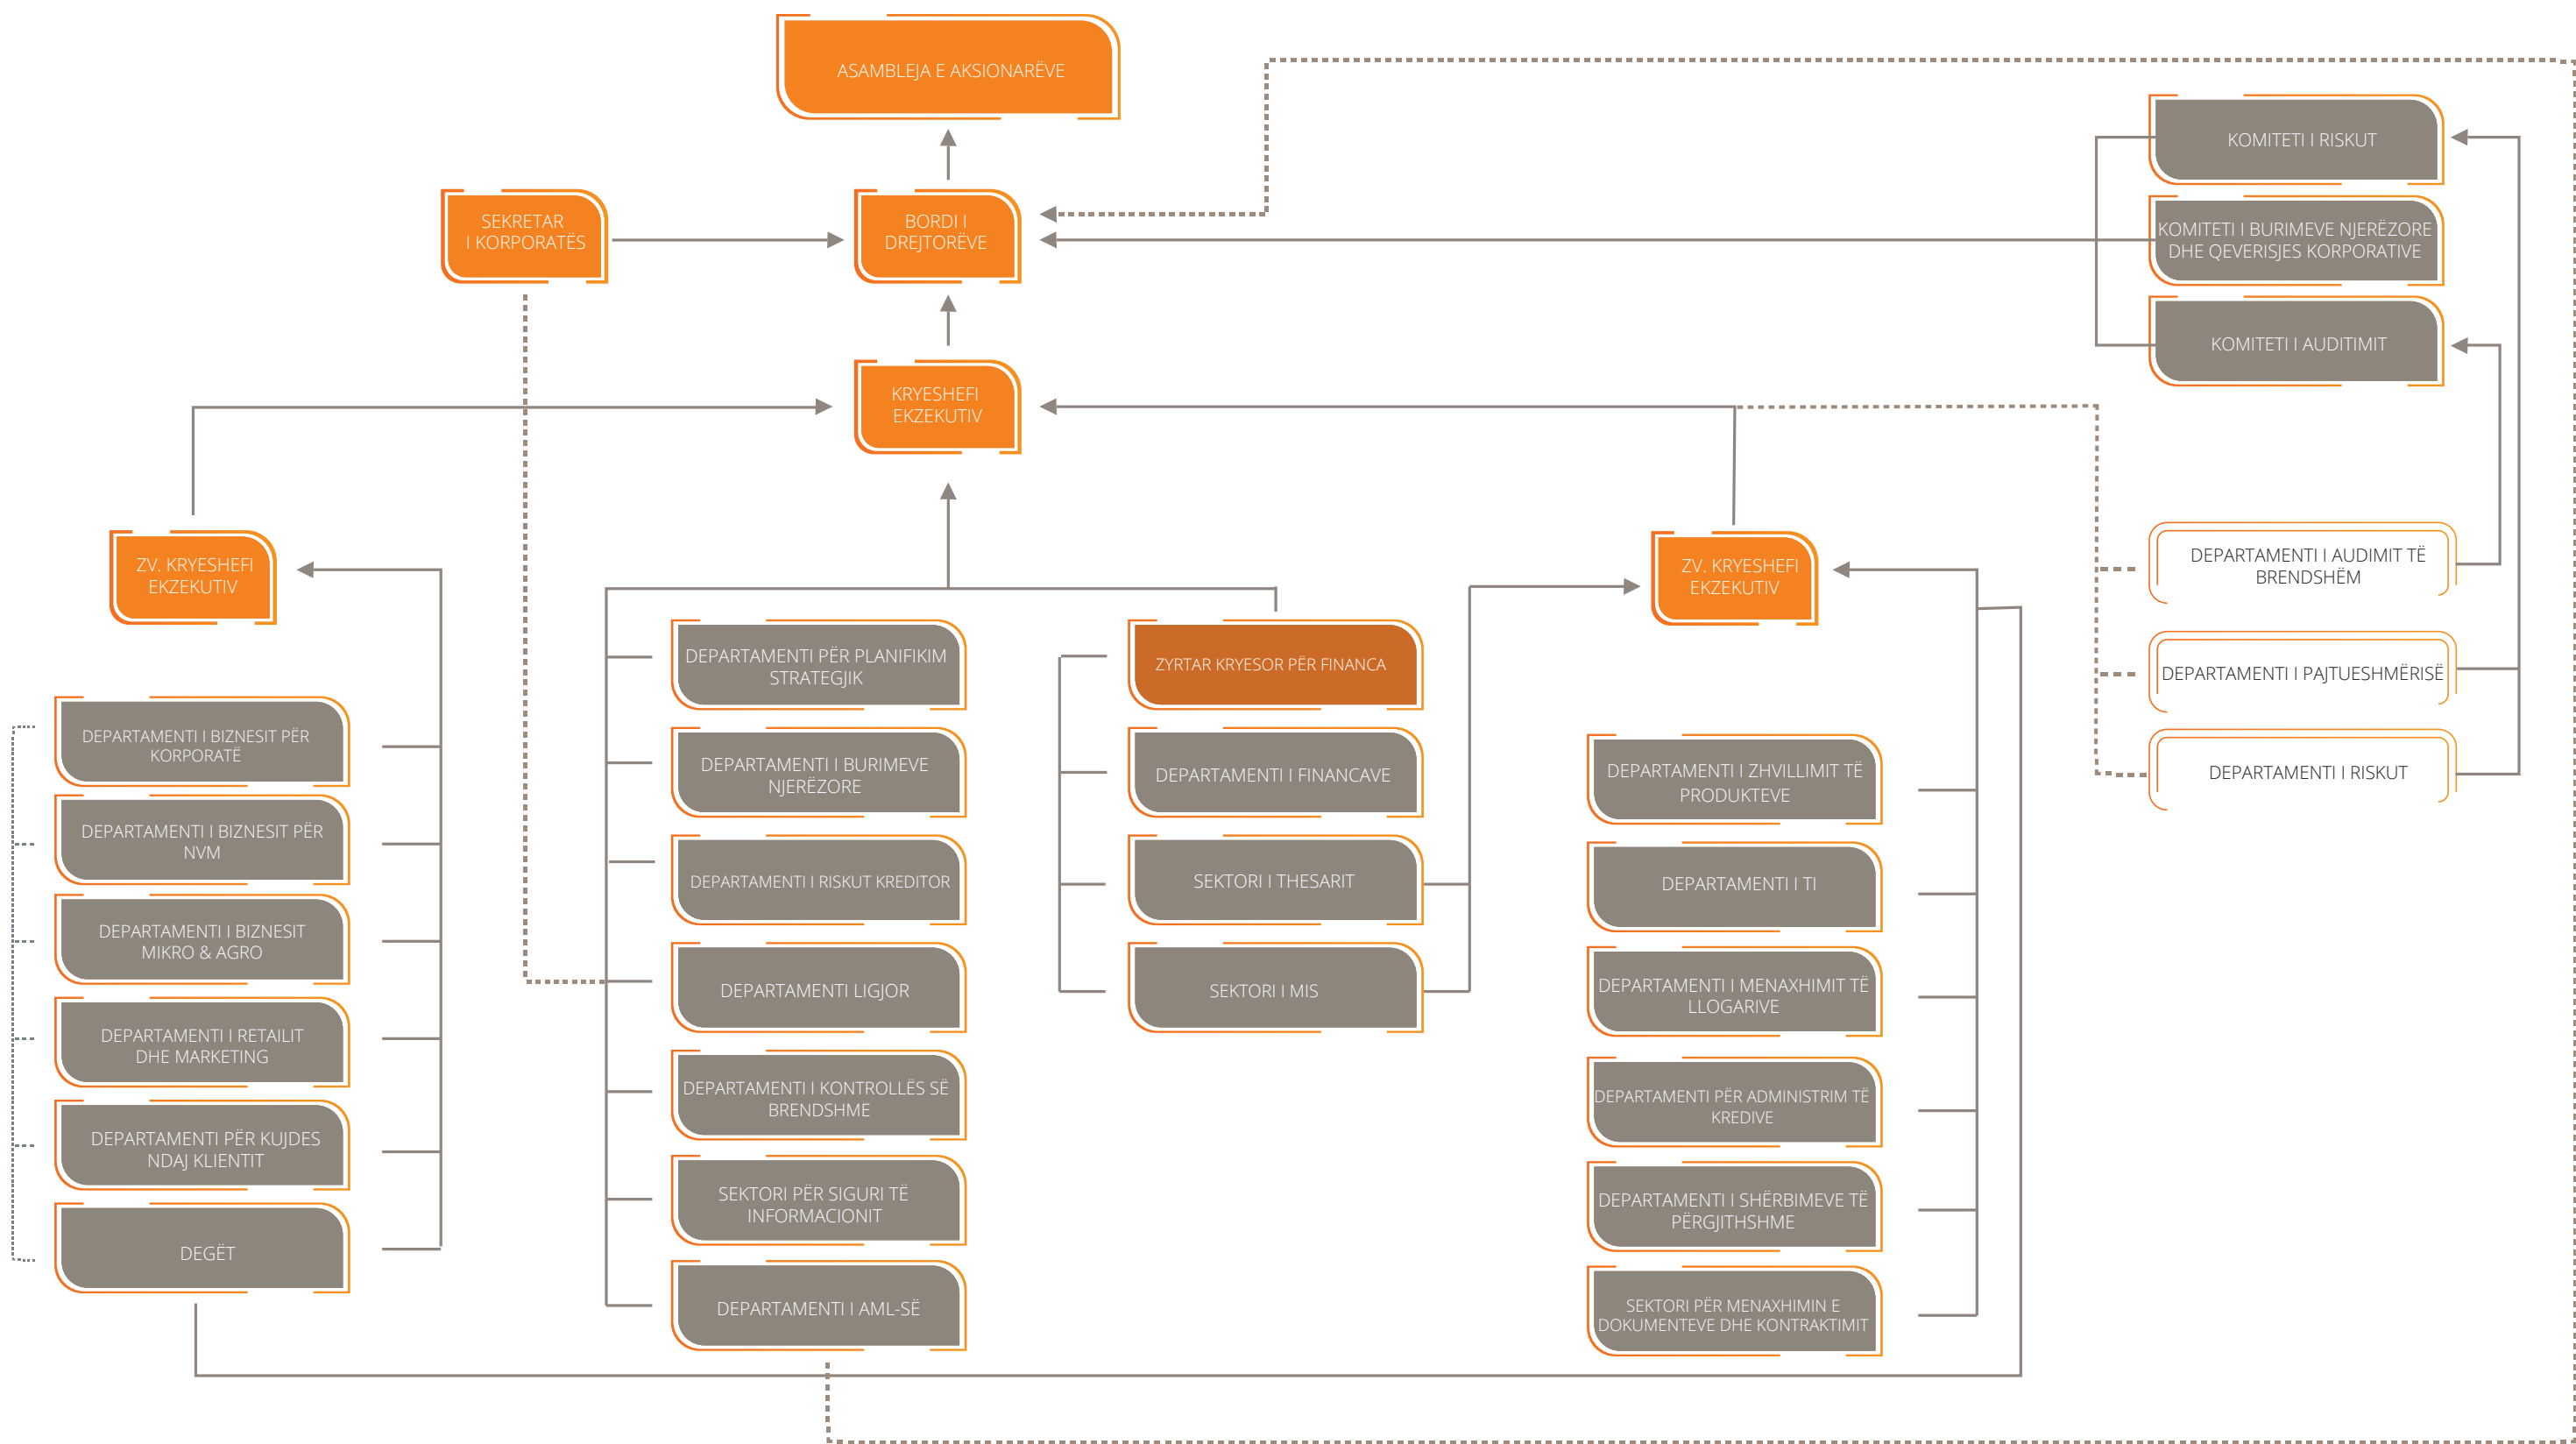 ASAMBLEJA E AKSIONARËVE
SEKRETAR
I KORPORATËS
BORDI I
DREJTORËVE
KRYESHEFI
EKZEKUTIV
KOMITETI I RISKUT
KOMITETI I BURIMEVE NJERËZORE
DHE QEVERISJES KORPORATIVE
KOMITETI I AUDITIMIT
ZV. KRYESHEFI
EKZEKUTIV
DEPARTAMENTI I BIZNESIT PËR
KORPORATË
DEPARTAMENTI I BIZNESIT PËR
NVM
DEPARTAMENTI I BIZNESIT
MIKRO & AGRO
DEPARTAMENTI I RETAILIT
DHE MARKETING
DEPARTAMENTI PËR KUJDES
NDAJ KLIENTIT
DEGËT
DEPARTAMENTI PËR PLANIFIKIM
STRATEGJIK
DEPARTAMENTI I BURIMEVE
NJERËZORE
DEPARTAMENTI I RISKUT KREDITOR
DEPARTAMENTI LIGJOR
DEPARTAMENTI I KONTROLLËS SË
BRENDSHME
SEKTORI PËR SIGURI TË
INFORMACIONIT
DEPARTAMENTI I AML-SË
ZYRTAR KRYESOR PËR FINANCA
DEPARTAMENTI I FINANCAVE
SEKTORI I THESARIT
SEKTORI I MIS
ZV. KRYESHEFI
EKZEKUTIV
DEPARTAMENTI I ZHVILLIMIT TË
PRODUKTEVE
DEPARTAMENTI I TI
DEPARTAMENTI I MENAXHIMIT TË
LLOGARIVE
DEPARTAMENTI PËR ADMINISTRIM TË
KREDIVE
DEPARTAMENTI I SHËRBIMEVE TË
PËRGJITHSHME
SEKTORI PËR MENAXHIMIN E
DOKUMENTEVE DHE KONTRAKTIMIT
DEPARTAMENTI I AUDIMIT TË
BRENDSHËM
DEPARTAMENTI I PAJTUESHMËRISË
DEPARTAMENTI I RISKUT